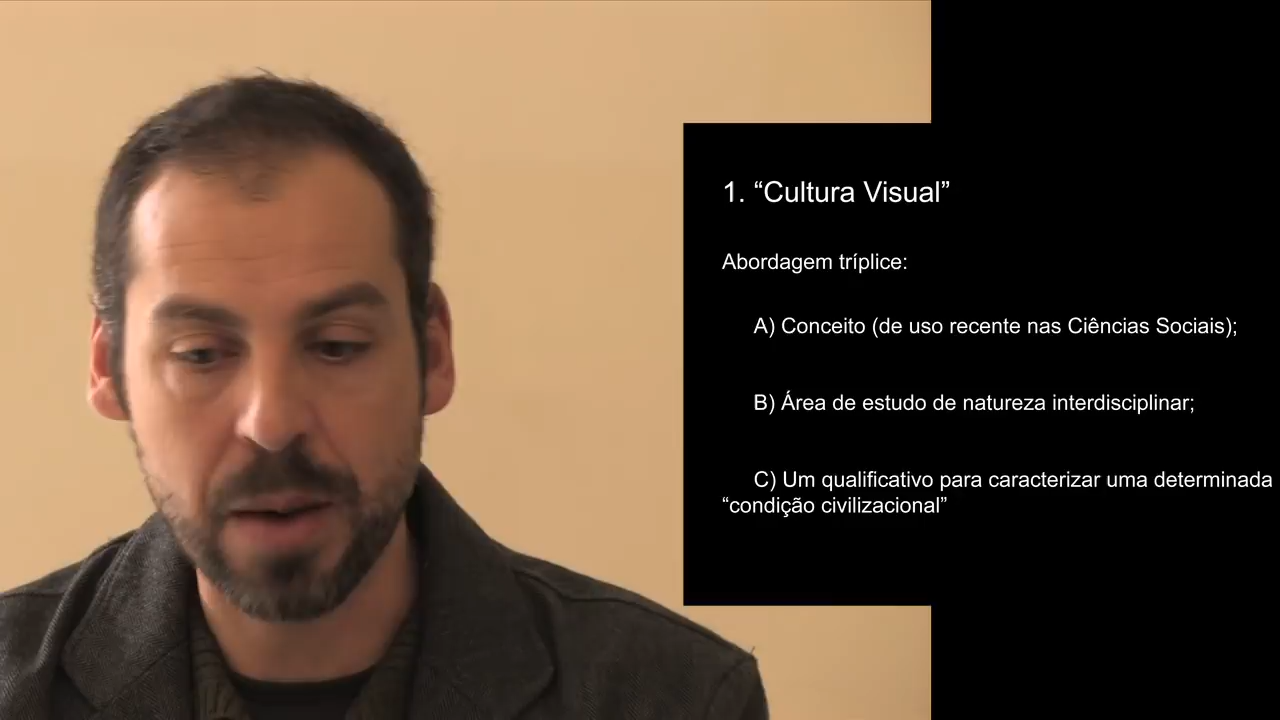 1. “Cultura Visual”
Abordagem tríplice:
A) Conceito (de uso recente nas Ciências Sociais);
B) Área de estudo de natureza interdisciplinar;
C) Um qualificativo para caracterizar uma determinada
“condição civilizacional”